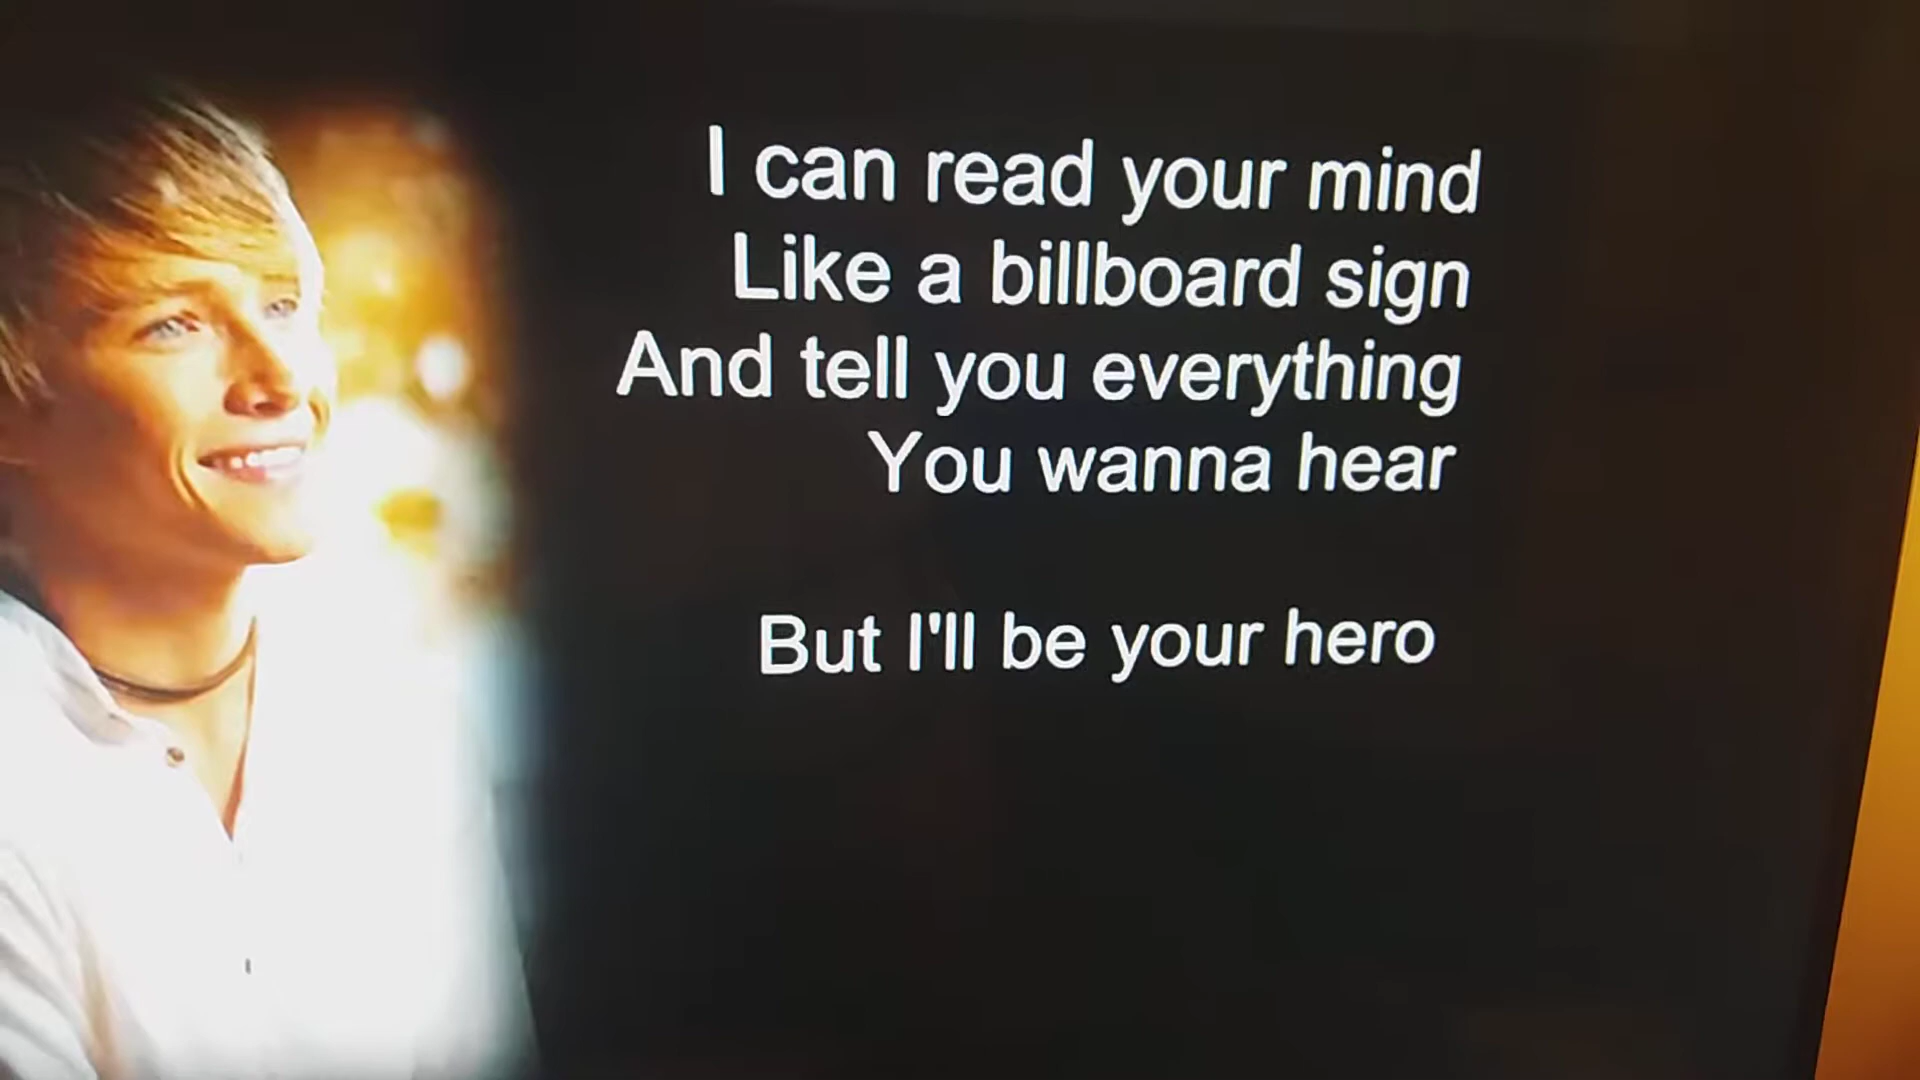 I can read your mind
Like a billboard sign
And tell you everything
You wanna hear
But I'll be your hero